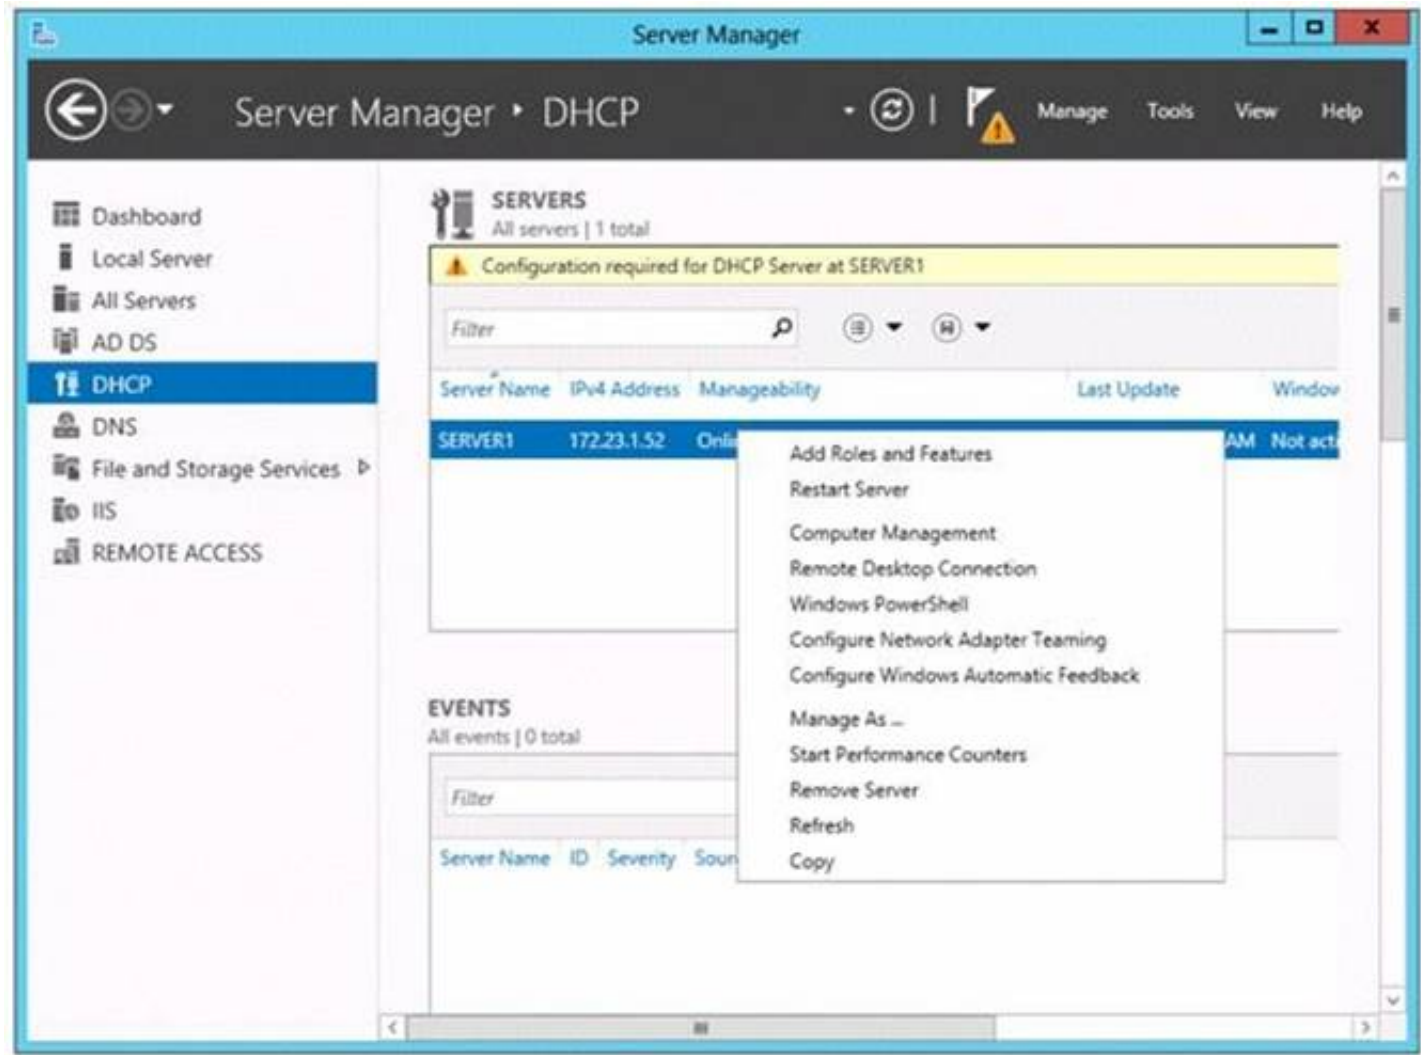 Server Manager
Server Manager ‣ DHCP
Manage Tools View Help
Dashboard
Local Server
All Servers
AD DS
DHCP
DNS
File and Storage Services
IIS
REMOTE ACCESS
SERVERS
All servers | 1 total
Configuration required for DHCP Server at SERVER1
Filter
Server Name IPv4 Address Manageability Last Update Window
SERVER1 172.23.1.52 Onli AM Not acti
Add Roles and Features
Restart Server
Computer Management
Remote Desktop Connection
Windows PowerShell
Configure Network Adapter Teaming
Configure Windows Automatic Feedback
Manage As ...
Start Performance Counters
Remove Server
Refresh
Copy
EVENTS
All events | 0 total
Filter
Server Name ID Severity Sour